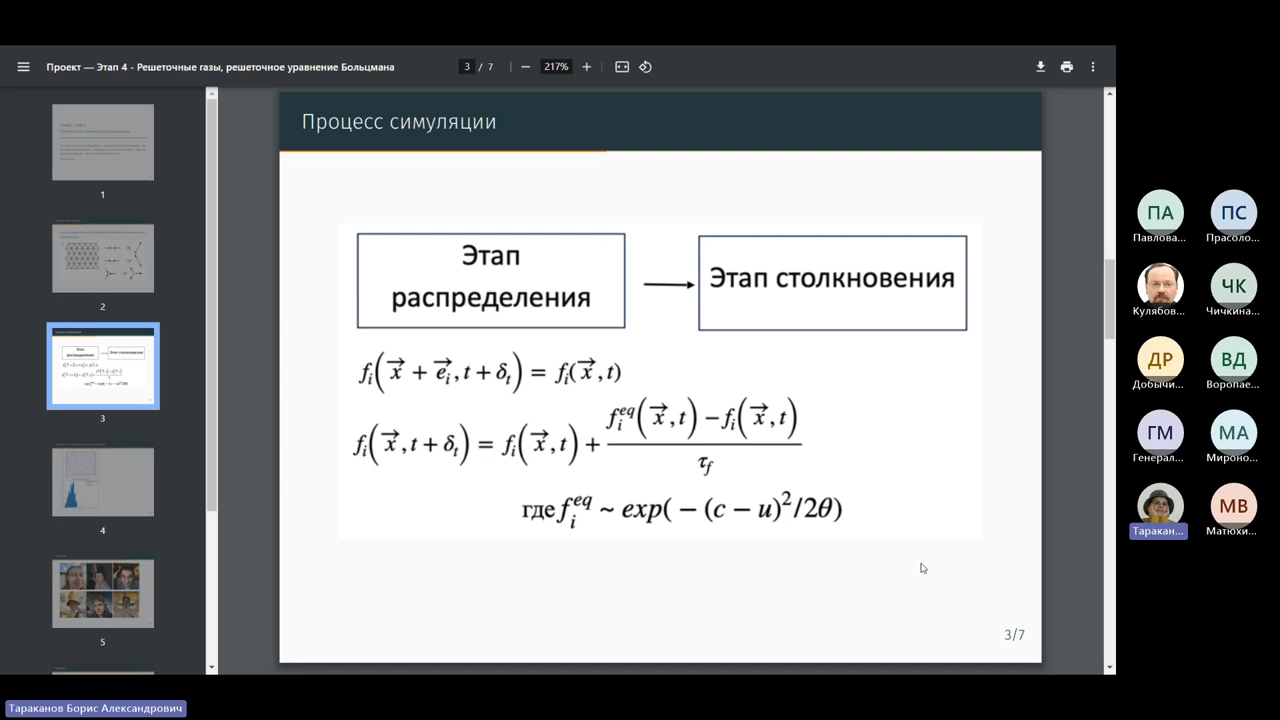 Проект — Этап 4 - Решеточные газы, решеточное уравнение Больцмана
3 / 7
217%
1
2
3
4
5
Процесс симуляции
Этап
распределения
Этап столкновения
f_i(x⃗ + e⃗_i, t + δ_t) = f_i(x⃗, t)
f_i(x⃗, t + δ_t) = f_i(x⃗, t) + (f_i^{eq}(x⃗, t) − f_i(x⃗, t)) / τ_f
где f_i^{eq} ~ exp(− (c − u)^2/2θ)
3/7
ПА
ПС
Павлова...
Прасоло...
ЧК
Кулябов...
Чичкина...
ДР
ВД
Добычи...
Воропае...
ГМ
МА
Генерал...
Мироно...
МВ
Таракан...
Матюхи...
Тараканов Борис Александрович